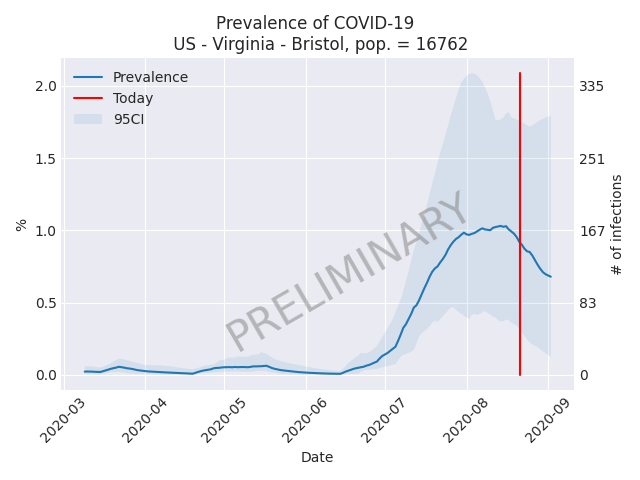 Prevalence of COVID-19
US - Virginia - Bristol, pop. = 16762
Prevalence
Today
95CI
2.0
1.5
1.0
0.5
0.0
%
335
251
167
83
0
# of infections
PRELIMINARY
2020-03
2020-04
2020-05
2020-06
2020-07
2020-08
2020-09
Date